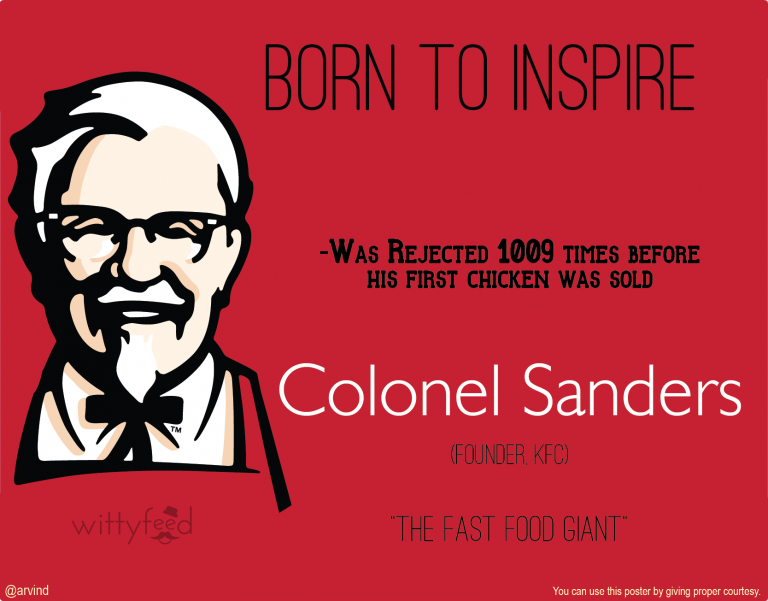 BORN TO INSPIRE
-WAS REJECTED 1009 TIMES BEFORE
HIS FIRST CHICKEN WAS SOLD
Colonel Sanders
(FOUNDER, KFC)
"THE FAST FOOD GIANT"
TM
wittyfeed
@arvind
You can use this poster by giving proper courtesy.